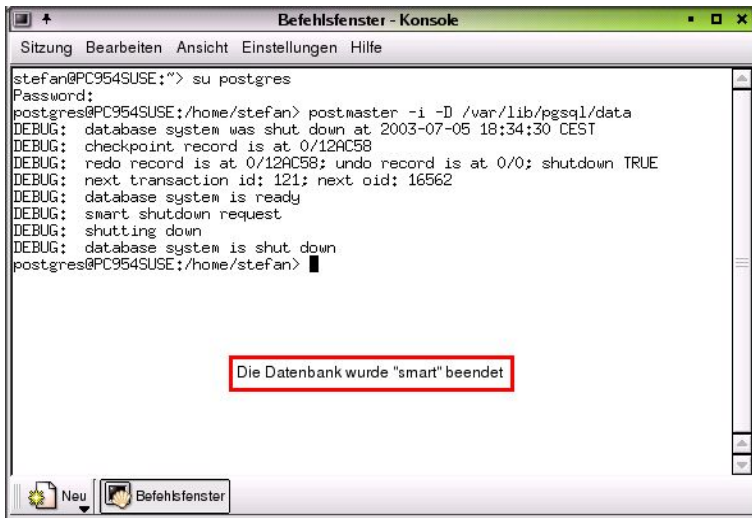 Befehlsfenster - Konsole
Sitzung Bearbeiten Ansicht Einstellungen Hilfe
stefan@PC954SUSE:~> su postgres
Password:
postgres@PC954SUSE:/home/stefan> postmaster -i -D /var/lib/pgsql/data
DEBUG:  database system was shut down at 2003-07-05 18:34:30 CEST
DEBUG:  checkpoint record is at 0/12AC58
DEBUG:  redo record is at 0/12AC58; undo record is at 0/0; shutdown TRUE
DEBUG:  next transaction id: 121; next oid: 16562
DEBUG:  database system is ready
DEBUG:  smart shutdown request
DEBUG:  shutting down
DEBUG:  database system is shut down
postgres@PC954SUSE:/home/stefan>
Die Datenbank wurde "smart" beendet
Neu Befehlsfenster